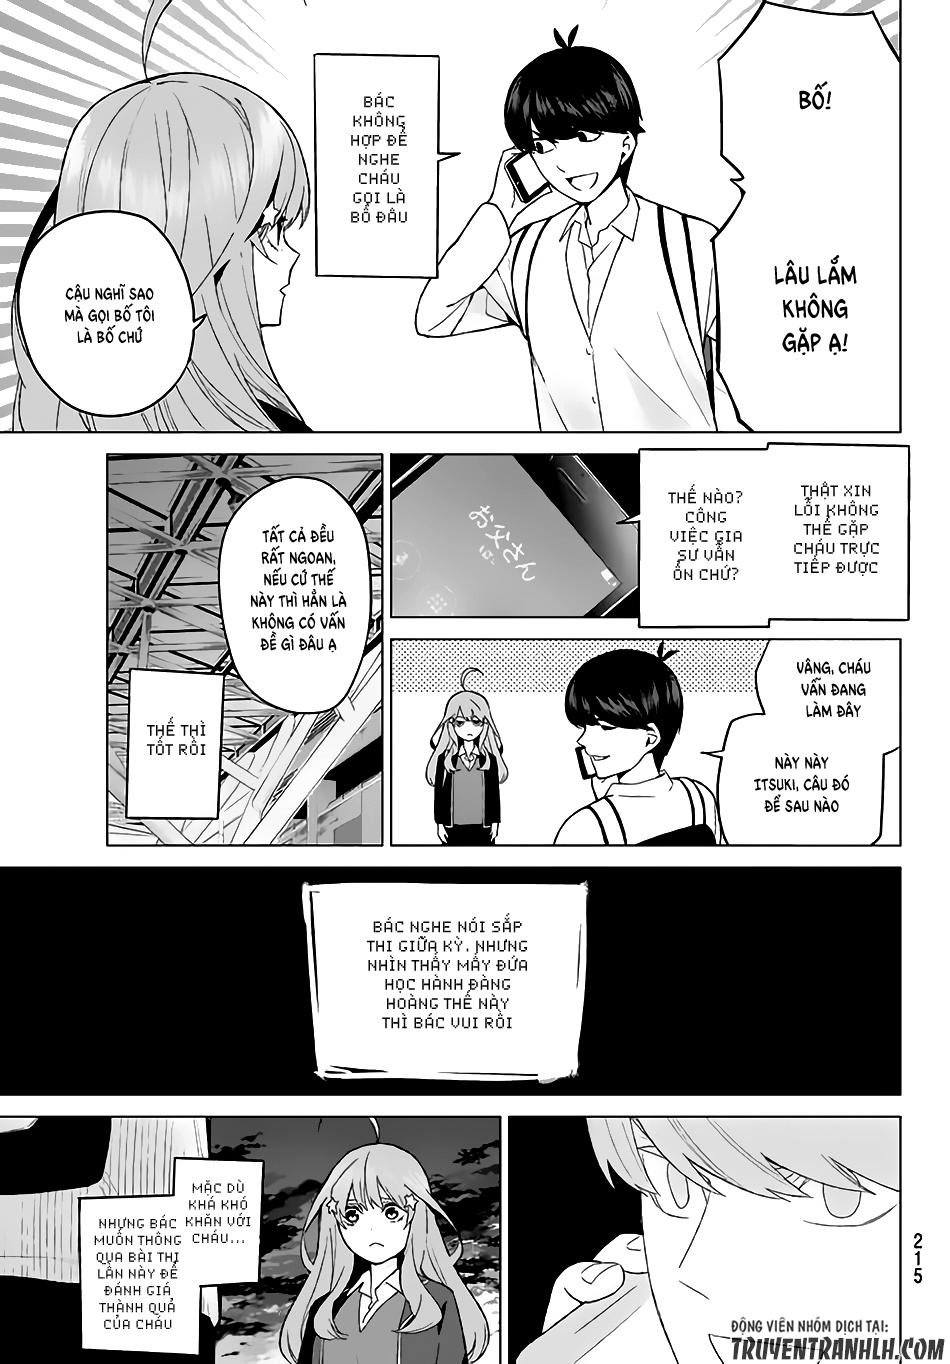 BỐ!
LÂU LẮM
KHÔNG
GẶP Ạ!
BÁC
KHÔNG
HỢP ĐỂ
NGHE
CHÁU
GỌI LÀ
BỐ ĐÂU
CẬU NGHĨ SAO
MÀ GỌI BỐ TÔI
LÀ BỐ CHỨ
THẬT XIN
LỖI KHÔNG
THỂ GẶP
CHÁU TRỰC
TIẾP ĐƯỢC
THẾ NÀO?
CÔNG
VIỆC GIA
SƯ VẪN
ỔN CHỨ?
お父さん
VÂNG, CHÁU
VẪN ĐANG
LÀM ĐÂY
NÀY NÀY
ITSUKI, CÂU ĐÓ
ĐỂ SAU NÀO
TẤT CẢ ĐỀU
RẤT NGOAN,
NẾU CỨ THẾ
NÀY THÌ HẲN LÀ
KHÔNG CÓ VẤN
ĐỀ GÌ ĐÂU Ạ
THẾ THÌ
TỐT RỒI
BÁC NGHE NÓI SẮP
THI GIỮA KỲ, NHƯNG
NHÌN THẤY MẤY ĐỨA
HỌC HÀNH ĐÀNG
HOÀNG THẾ NÀY
THÌ BÁC VUI RỒI
MẶC DÙ
KHÁ KHÓ
KHĂN VỚI
CHÁU...
NHƯNG BÁC
MUỐN THÔNG
QUA BÀI THI
LẦN NÀY ĐỂ
ĐÁNH GIÁ
THÀNH QUẢ
CỦA CHÁU
215
ĐỘNG VIÊN NHÓM DỊCH TẠI:
TRUYENTRANHLH.COM